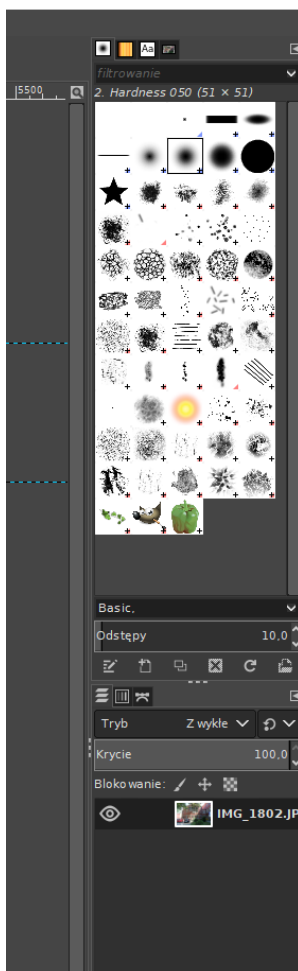 Aa
filtrowanie
5500
2. Hardness 050 (51 × 51)
Basic,
Odstępy 10,0
Tryb Zwykłe
Krycie 100,0
Blokowanie:
IMG_1802.JP